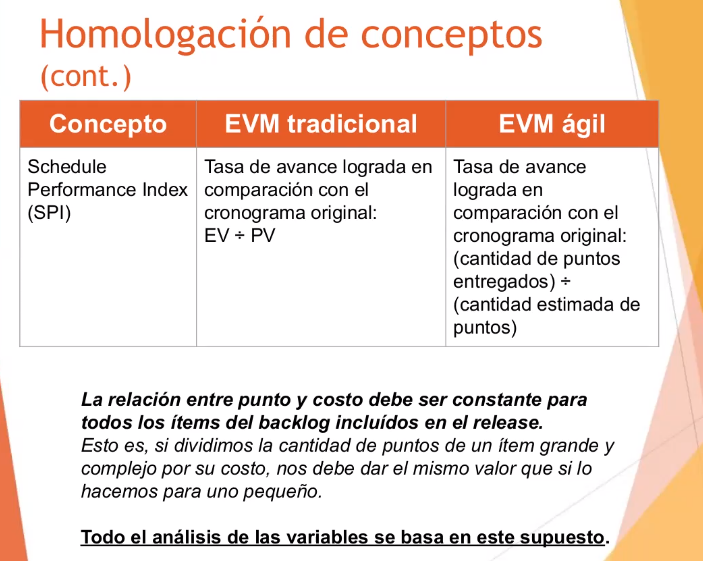 Homologación de conceptos
(cont.)
Concepto
EVM tradicional
EVM ágil
Schedule
Performance Index
(SPI)
Tasa de avance lograda en
comparación con el
cronograma original:
EV ÷ PV
Tasa de avance
lograda en
comparación con el
cronograma original:
(cantidad de puntos
entregados) ÷
(cantidad estimada de
puntos)
La relación entre punto y costo debe ser constante para
todos los ítems del backlog incluídos en el release.
Esto es, si dividimos la cantidad de puntos de un ítem grande y
complejo por su costo, nos debe dar el mismo valor que si lo
hacemos para uno pequeño.
Todo el análisis de las variables se basa en este supuesto.